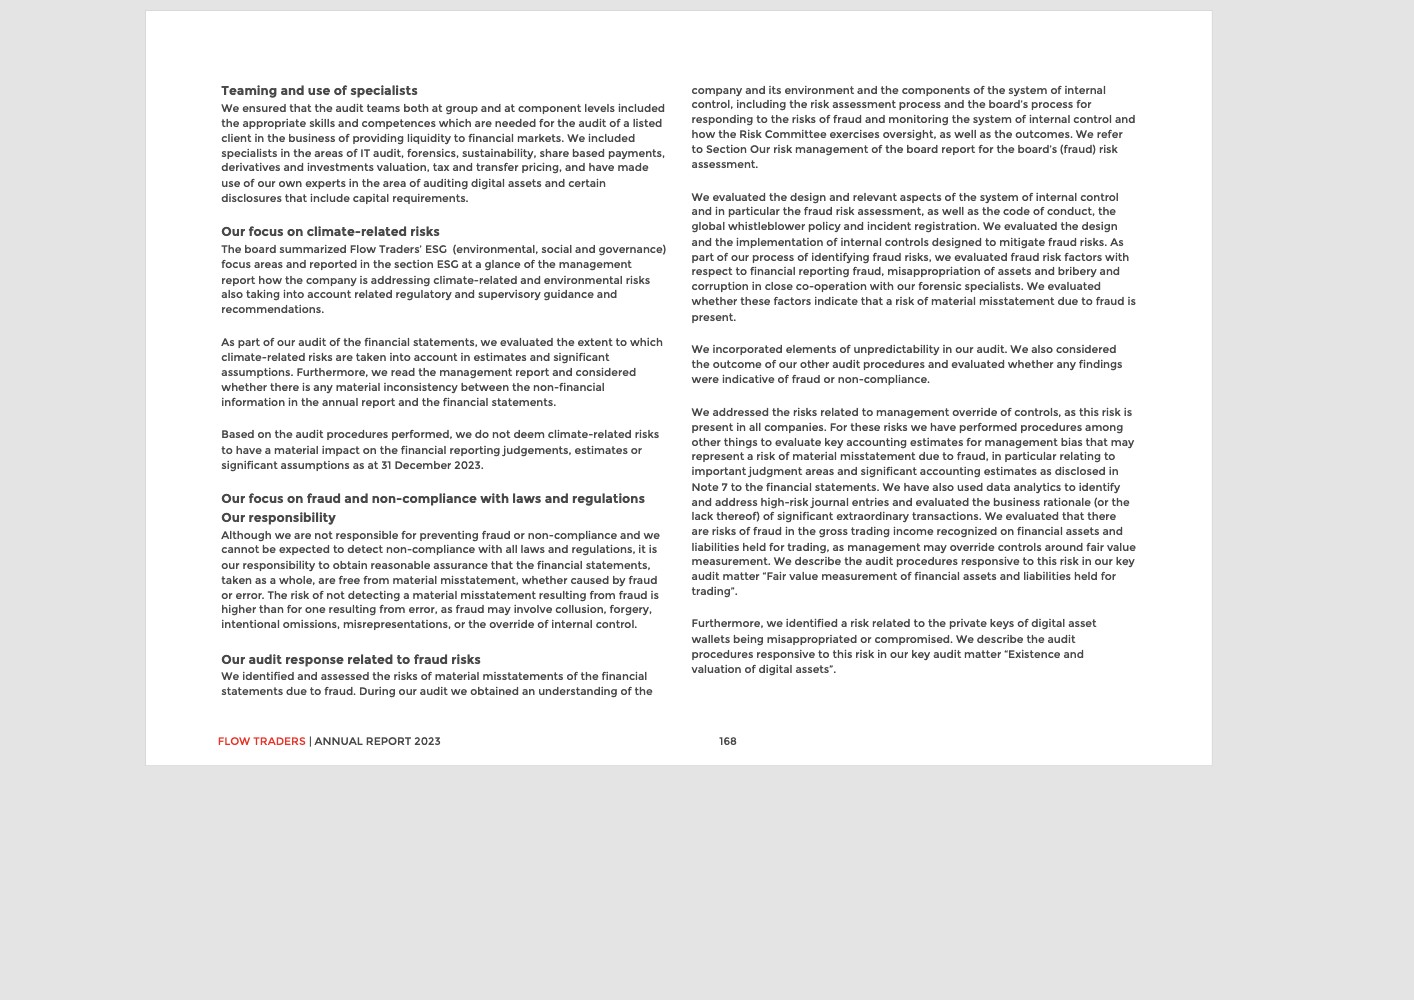 Teaming and use of specialists
We ensured that the audit teams both at group and at component levels included
the appropriate skills and competences which are needed for the audit of a listed
client in the business of providing liquidity to financial markets. We included
specialists in the areas of IT audit, forensics, sustainability, share based payments,
derivatives and investments valuation, tax and transfer pricing, and have made
use of our own experts in the area of auditing digital assets and certain
disclosures that include capital requirements.
Our focus on climate-related risks
The board summarized Flow Traders' ESG  (environmental, social and governance)
focus areas and reported in the section ESG at a glance of the management
report how the company is addressing climate-related and environmental risks
also taking into account related regulatory and supervisory guidance and
recommendations.
As part of our audit of the financial statements, we evaluated the extent to which
climate-related risks are taken into account in estimates and significant
assumptions. Furthermore, we read the management report and considered
whether there is any material inconsistency between the non-financial
information in the annual report and the financial statements.
Based on the audit procedures performed, we do not deem climate-related risks
to have a material impact on the financial reporting judgements, estimates or
significant assumptions as at 31 December 2023.
Our focus on fraud and non-compliance with laws and regulations
Our responsibility
Although we are not responsible for preventing fraud or non-compliance and we
cannot be expected to detect non-compliance with all laws and regulations, it is
our responsibility to obtain reasonable assurance that the financial statements,
taken as a whole, are free from material misstatement, whether caused by fraud
or error. The risk of not detecting a material misstatement resulting from fraud is
higher than for one resulting from error, as fraud may involve collusion, forgery,
intentional omissions, misrepresentations, or the override of internal control.
Our audit response related to fraud risks
We identified and assessed the risks of material misstatements of the financial
statements due to fraud. During our audit we obtained an understanding of the
company and its environment and the components of the system of internal
control, including the risk assessment process and the board's process for
responding to the risks of fraud and monitoring the system of internal control and
how the Risk Committee exercises oversight, as well as the outcomes. We refer
to Section Our risk management of the board report for the board's (fraud) risk
assessment.
We evaluated the design and relevant aspects of the system of internal control
and in particular the fraud risk assessment, as well as the code of conduct, the
global whistleblower policy and incident registration. We evaluated the design
and the implementation of internal controls designed to mitigate fraud risks. As
part of our process of identifying fraud risks, we evaluated fraud risk factors with
respect to financial reporting fraud, misappropriation of assets and bribery and
corruption in close co-operation with our forensic specialists. We evaluated
whether these factors indicate that a risk of material misstatement due to fraud is
present.
We incorporated elements of unpredictability in our audit. We also considered
the outcome of our other audit procedures and evaluated whether any findings
were indicative of fraud or non-compliance.
We addressed the risks related to management override of controls, as this risk is
present in all companies. For these risks we have performed procedures among
other things to evaluate key accounting estimates for management bias that may
represent a risk of material misstatement due to fraud, in particular relating to
important judgment areas and significant accounting estimates as disclosed in
Note 7 to the financial statements. We have also used data analytics to identify
and address high-risk journal entries and evaluated the business rationale (or the
lack thereof) of significant extraordinary transactions. We evaluated that there
are risks of fraud in the gross trading income recognized on financial assets and
liabilities held for trading, as management may override controls around fair value
measurement. We describe the audit procedures responsive to this risk in our key
audit matter “Fair value measurement of financial assets and liabilities held for
trading”.
Furthermore, we identified a risk related to the private keys of digital asset
wallets being misappropriated or compromised. We describe the audit
procedures responsive to this risk in our key audit matter “Existence and
valuation of digital assets”.
FLOW TRADERS | ANNUAL REPORT 2023
168